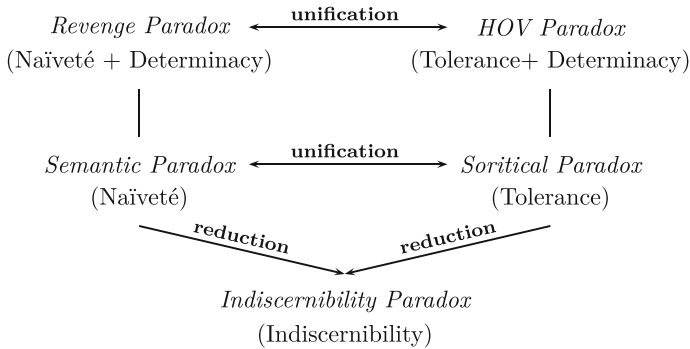 unification
Revenge Paradox HOV Paradox
(Naïveté + Determinacy) (Tolerance+ Determinacy)
unification
Semantic Paradox Soritical Paradox
(Naïveté) (Tolerance)
reduction reduction
Indiscernibility Paradox
(Indiscernibility)